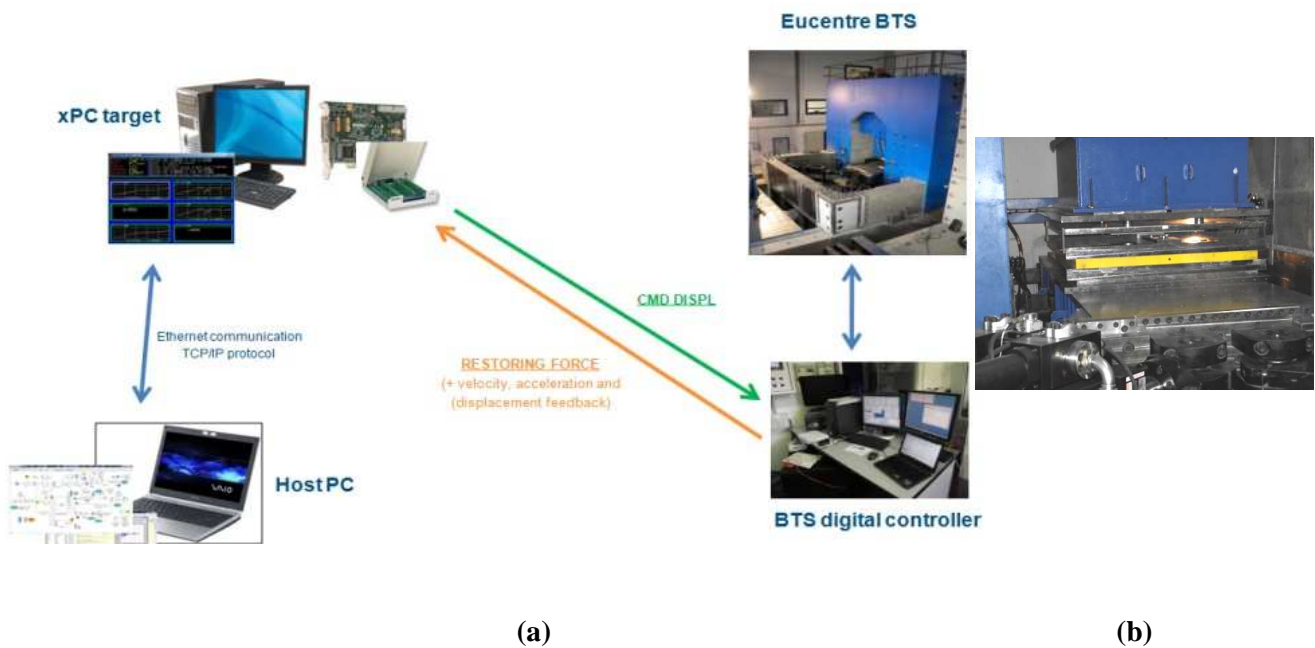 Eucentre BTS
xPC target
CMD DISPL
Ethernet communication
TCP/IP protocol
RESTORING FORCE
(+ velocity, acceleration and
(displacement feedback)
VAIO
Host PC
BTS digital controller
(a)
(b)